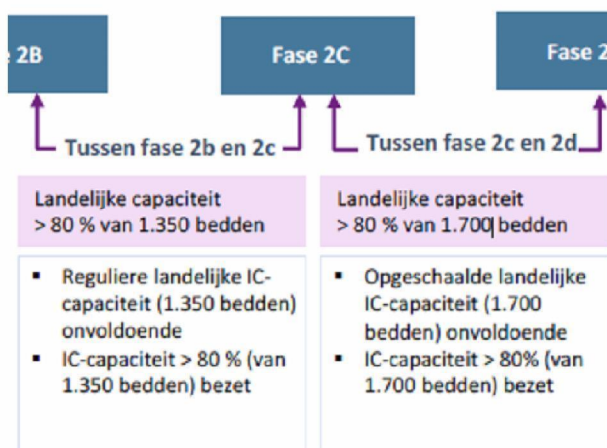 2B
Fase 2C
Fase 2
Tussen fase 2b en 2c
Tussen fase 2c en 2d
Landelijke capaciteit
> 80 % van 1.350 bedden
▪ Reguliere landelijke IC-
capaciteit (1.350 bedden)
onvoldoende
▪ IC-capaciteit > 80 % (van
1.350 bedden) bezet
Landelijke capaciteit
> 80 % van 1.700 bedden
▪ Opgeschaalde landelijke
IC-capaciteit (1.700
bedden) onvoldoende
▪ IC-capaciteit > 80% (van
1.700 bedden) bezet